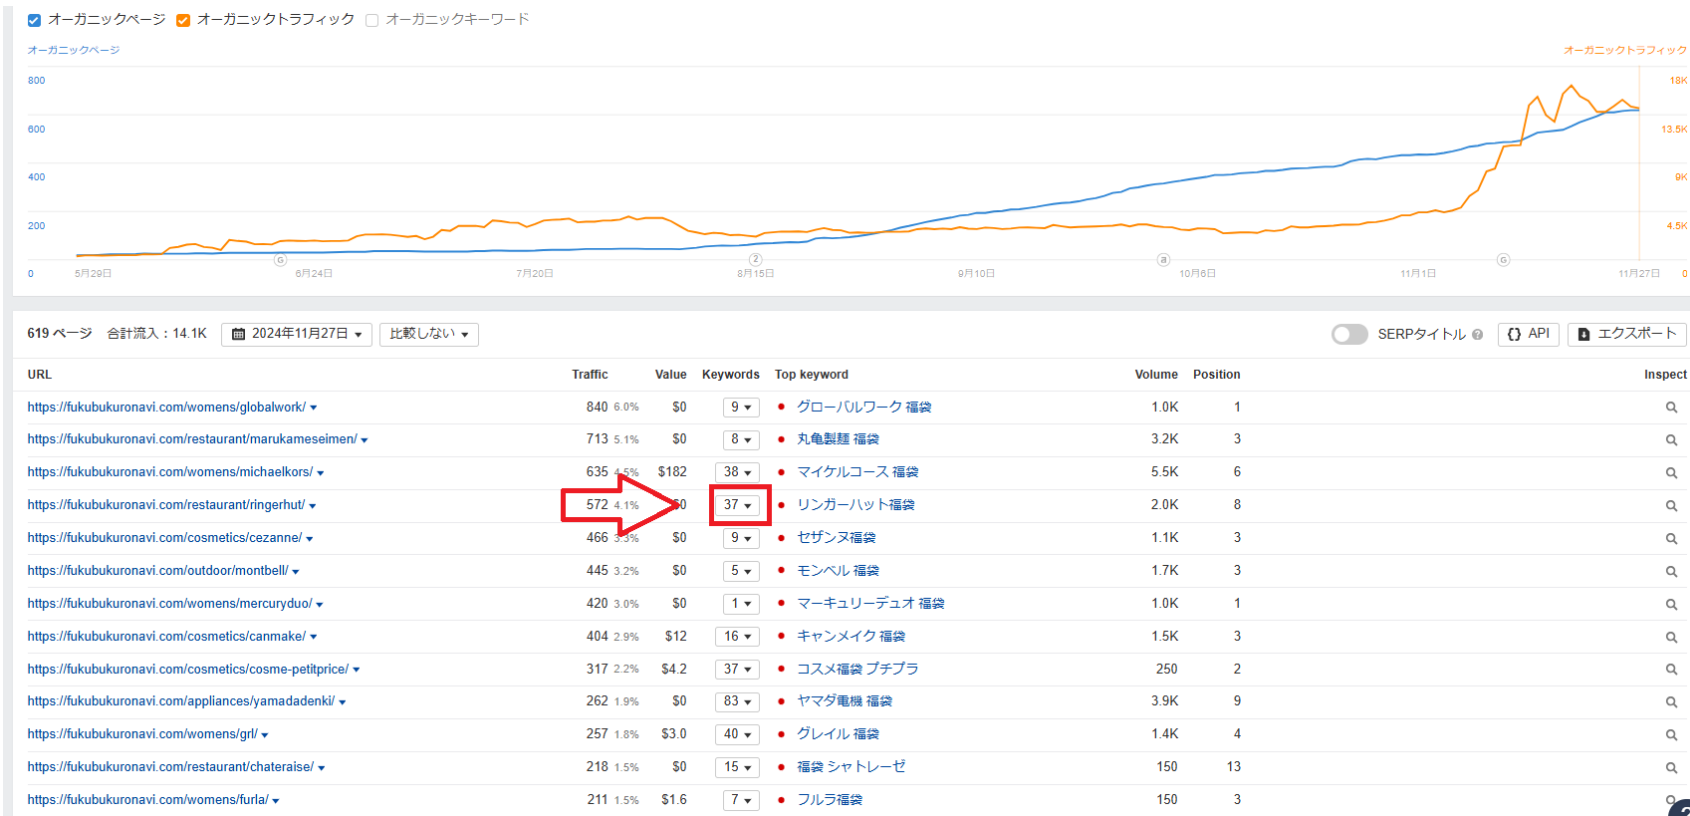 オーガニックページ オーガニックトラフィック オーガニックキーワード
オーガニックページ オーガニックトラフィック
800 18K
600 13.5K
400 9K
200 4.5K
G 2 a G
0 5月29日 6月24日 7月20日 8月15日 9月10日 10月6日 11月1日 11月27日 0
619 ページ 合計流入：14.1K 2024年11月27日 比較しない SERPタイトル ? {} API エクスポート
URL Traffic Value Keywords Top keyword Volume Position Inspect
https://fukubukuronavi.com/womens/globalwork/ 840 6.0% $0 9 グローバルワーク 福袋 1.0K 1
https://fukubukuronavi.com/restaurant/marukameseimen/ 713 5.1% $0 8 丸亀製麺 福袋 3.2K 3
https://fukubukuronavi.com/womens/michaelkors/ 635 4.5% $182 38 マイケルコース 福袋 5.5K 6
https://fukubukuronavi.com/restaurant/ringerhut/ 572 4.1% $0 37 リンガーハット福袋 2.0K 8
https://fukubukuronavi.com/cosmetics/cezanne/ 466 3.3% $0 9 セザンヌ福袋 1.1K 3
https://fukubukuronavi.com/outdoor/montbell/ 445 3.2% $0 5 モンベル 福袋 1.7K 3
https://fukubukuronavi.com/womens/mercuryduo/ 420 3.0% $0 1 マーキュリーデュオ 福袋 1.0K 1
https://fukubukuronavi.com/cosmetics/canmake/ 404 2.9% $12 16 キャンメイク 福袋 1.5K 3
https://fukubukuronavi.com/cosmetics/cosme-petitprice/ 317 2.2% $4.2 37 コスメ福袋 プチプラ 250 2
https://fukubukuronavi.com/appliances/yamadadenki/ 262 1.9% $0 83 ヤマダ電機 福袋 3.9K 9
https://fukubukuronavi.com/womens/grl/ 257 1.8% $3.0 40 グレイル 福袋 1.4K 4
https://fukubukuronavi.com/restaurant/chateraise/ 218 1.5% $0 15 福袋 シャトレーゼ 150 13
https://fukubukuronavi.com/womens/furla/ 211 1.5% $1.6 7 フルラ福袋 150 3